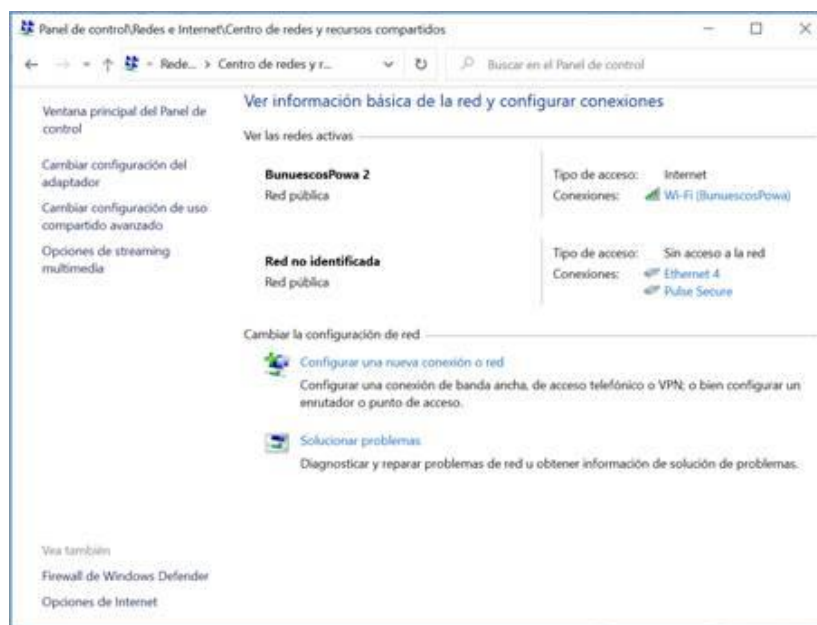 Panel de control\Redes e Internet\Centro de redes y recursos compartidos
Rede... > Centro de redes y r...
Buscar en el Panel de control
Ventana principal del Panel de
control
Cambiar configuración del
adaptador
Cambiar configuración de uso
compartido avanzado
Opciones de streaming
multimedia
Ver información básica de la red y configurar conexiones
Ver las redes activas
BunuescosPowa 2
Red pública
Tipo de acceso: Internet
Conexiones: Wi-Fi (BunuescosPowa)
Red no identificada
Red pública
Tipo de acceso: Sin acceso a la red
Conexiones: Ethernet 4
Pulse Secure
Cambiar la configuración de red
Configurar una nueva conexión o red
Configurar una conexión de banda ancha, de acceso telefónico o VPN; o bien configurar un
enrutador o punto de acceso.
Solucionar problemas
Diagnosticar y reparar problemas de red u obtener información de solución de problemas.
Vea también
Firewall de Windows Defender
Opciones de Internet